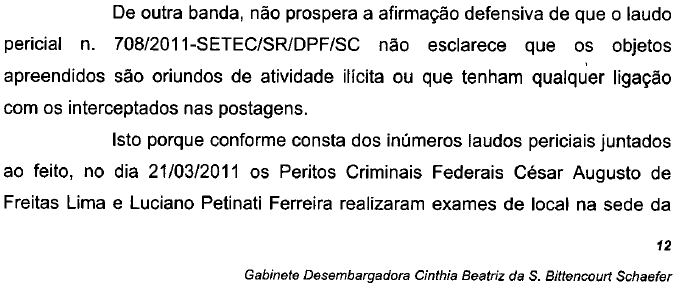 De outra banda, não prospera a afirmação defensiva de que o laudo
pericial n. 708/2011-SETEC/SR/DPF/SC não esclarece que os objetos
apreendidos são oriundos de atividade ilícita ou que tenham qualquer ligação
com os interceptados nas postagens.
Isto porque conforme consta dos inúmeros laudos periciais juntados
ao feito, no dia 21/03/2011 os Peritos Criminais Federais César Augusto de
Freitas Lima e Luciano Petinati Ferreira realizaram exames de local na sede da
12
Gabinete Desembargadora Cinthia Beatriz da S. Bittencourt Schaefer